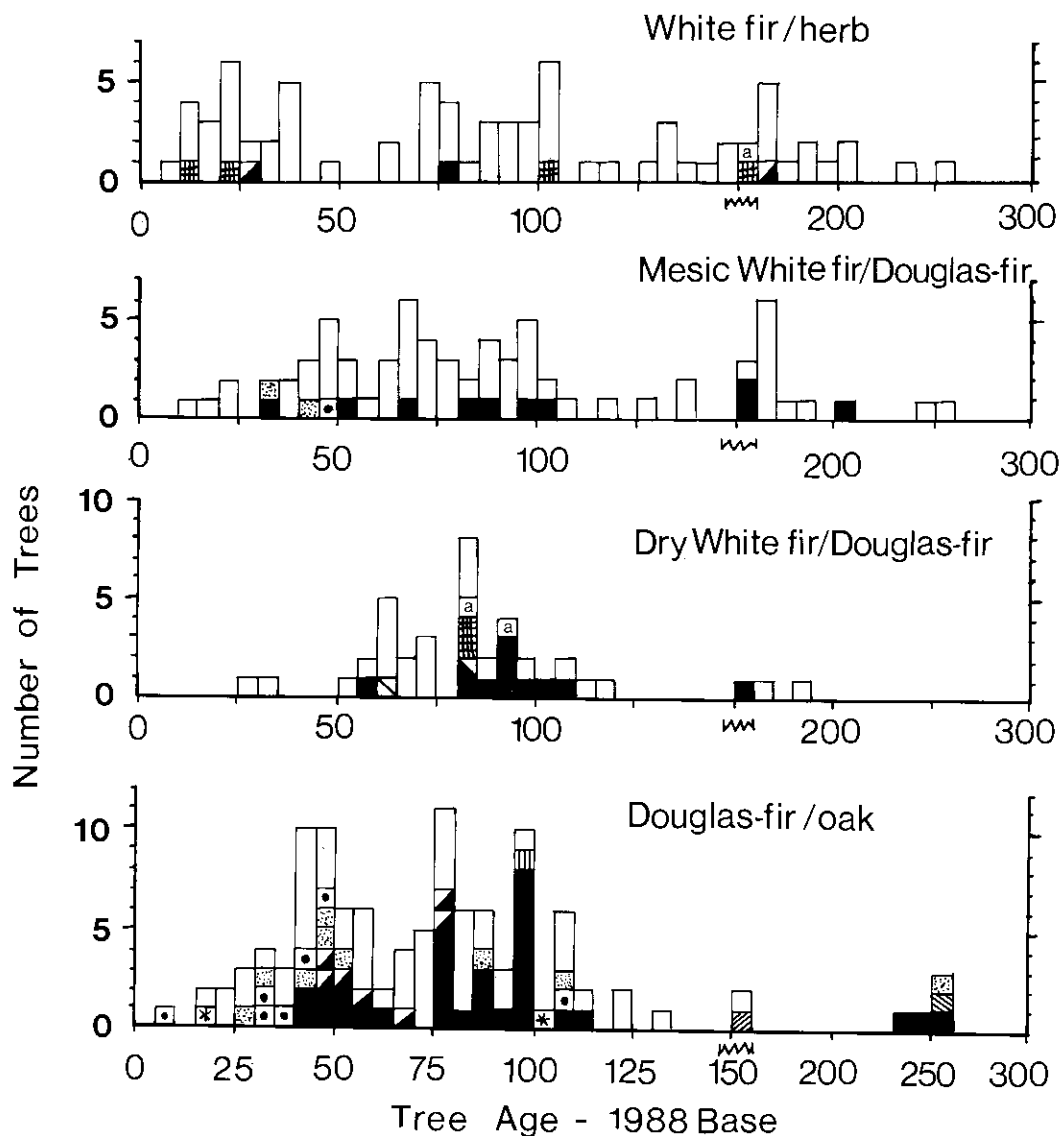 White fir/herb
5
0
a
0 50 100 200 300
Mesic White fir/Douglas-fir
5
0
0 50 100 200 300
Number of Trees
10
5
0
Dry White fir/Douglas-fir
a
a
0 50 100 200 300
Douglas-fir/oak
10
5
0
*
*
0 25 50 75 100 125 150 200 250 300
Tree Age - 1988 Base